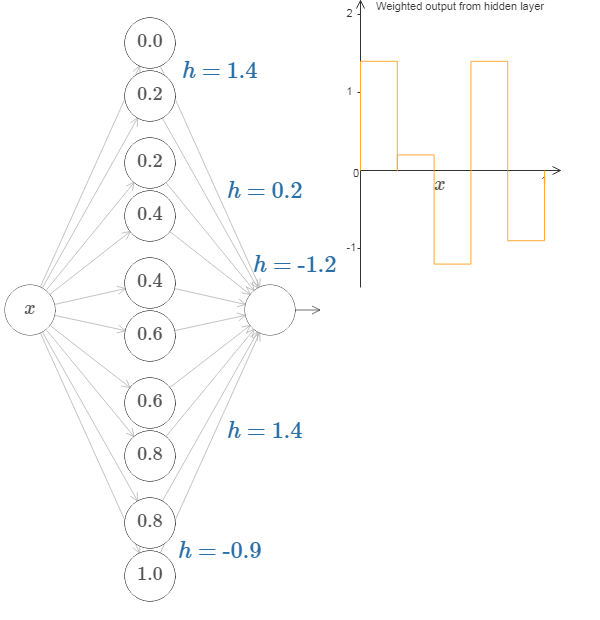 0.0
h = 1.4
0.2
0.2
h = 0.2
0.4
h = -1.2
0.4
x
0.6
0.6
h = 1.4
0.8
0.8
h = -0.9
1.0
Weighted output from hidden layer
2
1
0
x
-1